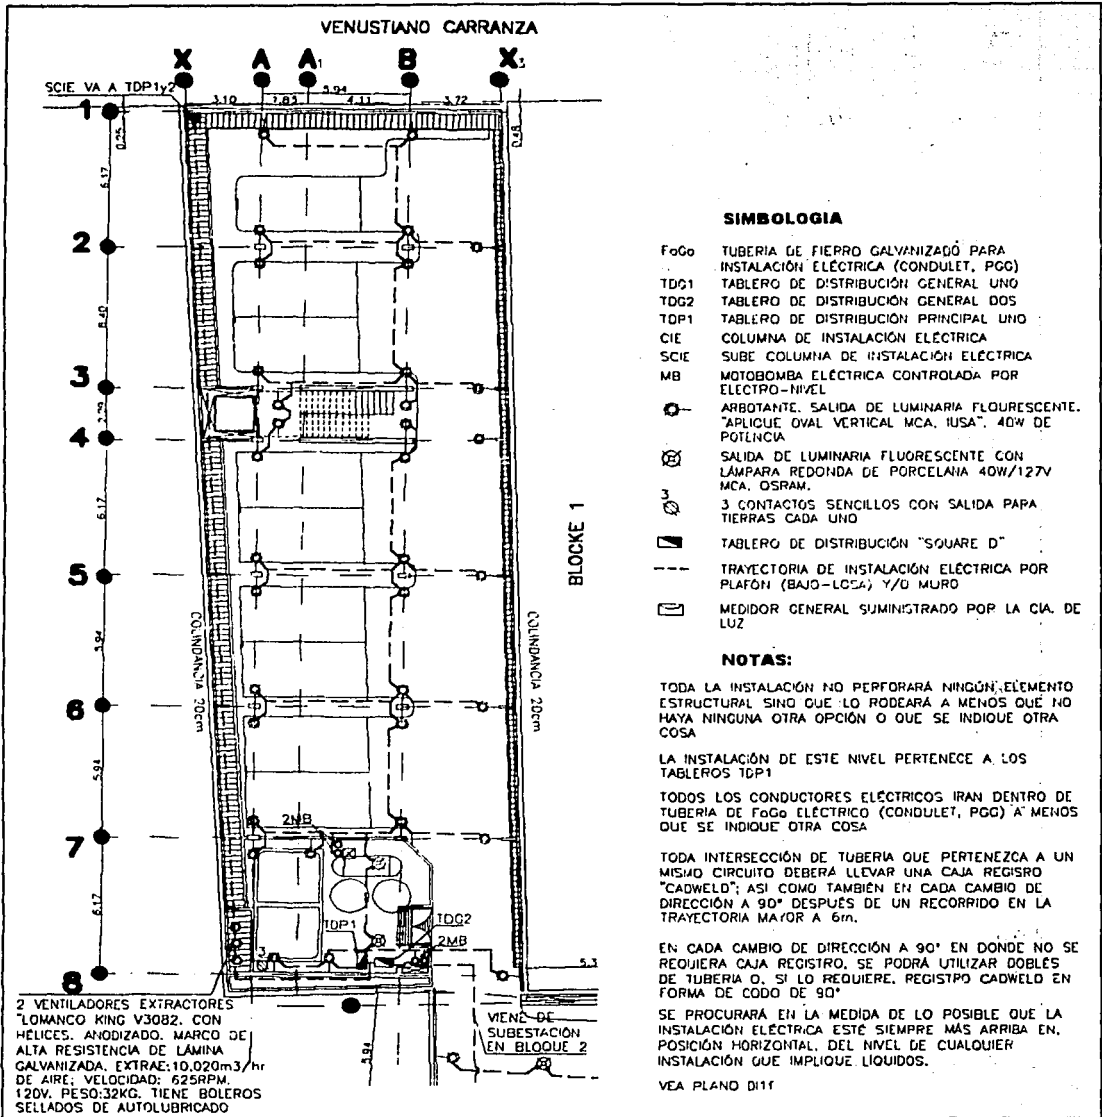 VENUSTIANO CARRANZA
X A A1 B X3
SCIE VA A TDP1y2
5.94
3.10 1.83 4.11 3.72
1
0.25
0.48
6.17
2
6.40
3
2.29
4
6.17
5
5.94
6
5.94
7
6.17
8
COLINDANCIA 20cm
COLINDANCIA 20cm
BLOCKE 1
2MB
TDP1
TDG2
2MB
3
5.3
5.94
VIENE DE
SUBESTACIÓN
EN BLOQUE 2
2 VENTILADORES EXTRACTORES
"LOMANCO KING V3082, CON
HÉLICES, ANODIZADO, MARCO DE
ALTA RESISTENCIA DE LÁMINA
GALVANIZADA. EXTRAE:10,020m3/hr
DE AIRE; VELOCIDAD: 625RPM.
120V. PESO:32KG. TIENE BOLEROS
SELLADOS DE AUTOLUBRICADO
SIMBOLOGIA
FoGo TUBERÍA DE FIERRO GALVANIZADO PARA
INSTALACIÓN ELÉCTRICA (CONDULET, PGG)
TDG1 TABLERO DE DISTRIBUCIÓN GENERAL UNO
TDG2 TABLERO DE DISTRIBUCIÓN GENERAL DOS
TDP1 TABLERO DE DISTRIBUCIÓN PRINCIPAL UNO
CIE COLUMNA DE INSTALACIÓN ELÉCTRICA
SCIE SUBE COLUMNA DE INSTALACIÓN ELÉCTRICA
MB MOTOBOMBA ELÉCTRICA CONTROLADA POR
ELECTRO-NIVEL
ARBOTANTE. SALIDA DE LUMINARIA FLOURESCENTE.
"APLIQUE OVAL VERTICAL MCA. IUSA". 40W DE
POTENCIA
SALIDA DE LUMINARIA FLUORESCENTE CON
LÁMPARA REDONDA DE PORCELANA 40W/127V
MCA. OSRAM.
3
3 CONTACTOS SENCILLOS CON SALIDA PARA
TIERRAS CADA UNO
TABLERO DE DISTRIBUCIÓN "SQUARE D"
TRAYECTORIA DE INSTALACIÓN ELÉCTRICA POR
PLAFÓN (BAJO-LOSA) Y/O MURO
MEDIDOR GENERAL SUMINISTRADO POR LA CIA. DE
LUZ
NOTAS:
TODA LA INSTALACIÓN NO PERFORARÁ NINGÚN ELEMENTO
ESTRUCTURAL SINO QUE LO RODEARÁ A MENOS QUE NO
HAYA NINGUNA OTRA OPCIÓN O QUE SE INDIQUE OTRA
COSA
LA INSTALACIÓN DE ESTE NIVEL PERTENECE A LOS
TABLEROS TDP1
TODOS LOS CONDUCTORES ELÉCTRICOS IRAN DENTRO DE
TUBERÍA DE FoGo ELÉCTRICO (CONDULET, PGG) A MENOS
QUE SE INDIQUE OTRA COSA
TODA INTERSECCIÓN DE TUBERÍA QUE PERTENEZCA A UN
MISMO CIRCUITO DEBERÁ LLEVAR UNA CAJA REGISRO
"CADWELD"; ASI COMO TAMBIÉN EN CADA CAMBIO DE
DIRECCIÓN A 90° DESPUÉS DE UN RECORRIDO EN LA
TRAYECTORIA MAYOR A 6m.
EN CADA CAMBIO DE DIRECCIÓN A 90° EN DONDE NO SE
REQUIERA CAJA REGISTRO, SE PODRÁ UTILIZAR DOBLÉS
DE TUBERÍA O, SI LO REQUIERE, REGISTRO CADWELD EN
FORMA DE CODO DE 90°
SE PROCURARÁ EN LA MEDIDA DE LO POSIBLE QUE LA
INSTALACIÓN ELÉCTRICA ESTÉ SIEMPRE MÁS ARRIBA EN,
POSICIÓN HORIZONTAL, DEL NIVEL DE CUALQUIER
INSTALACIÓN QUE IMPLIQUE LÍQUIDOS.
VEA PLANO DI1f